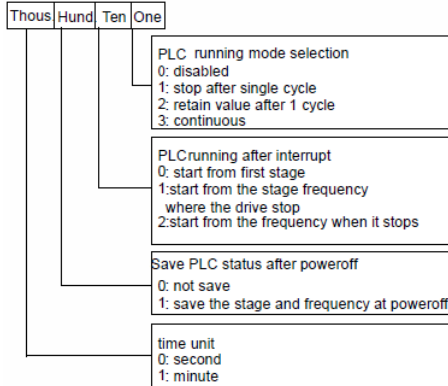 Thous. Hund. Ten One
PLC running mode selection
0: disabled
1: stop after single cycle
2: retain value after 1 cycle
3: continuous
PLCrunning after interrupt
0: start from first stage
1:start from the stage frequency
where the drive stop
2:start from the frequency when it stops
Save PLC status after poweroff
0: not save
1: save the stage and frequency at poweroff
time unit
0: second
1: minute